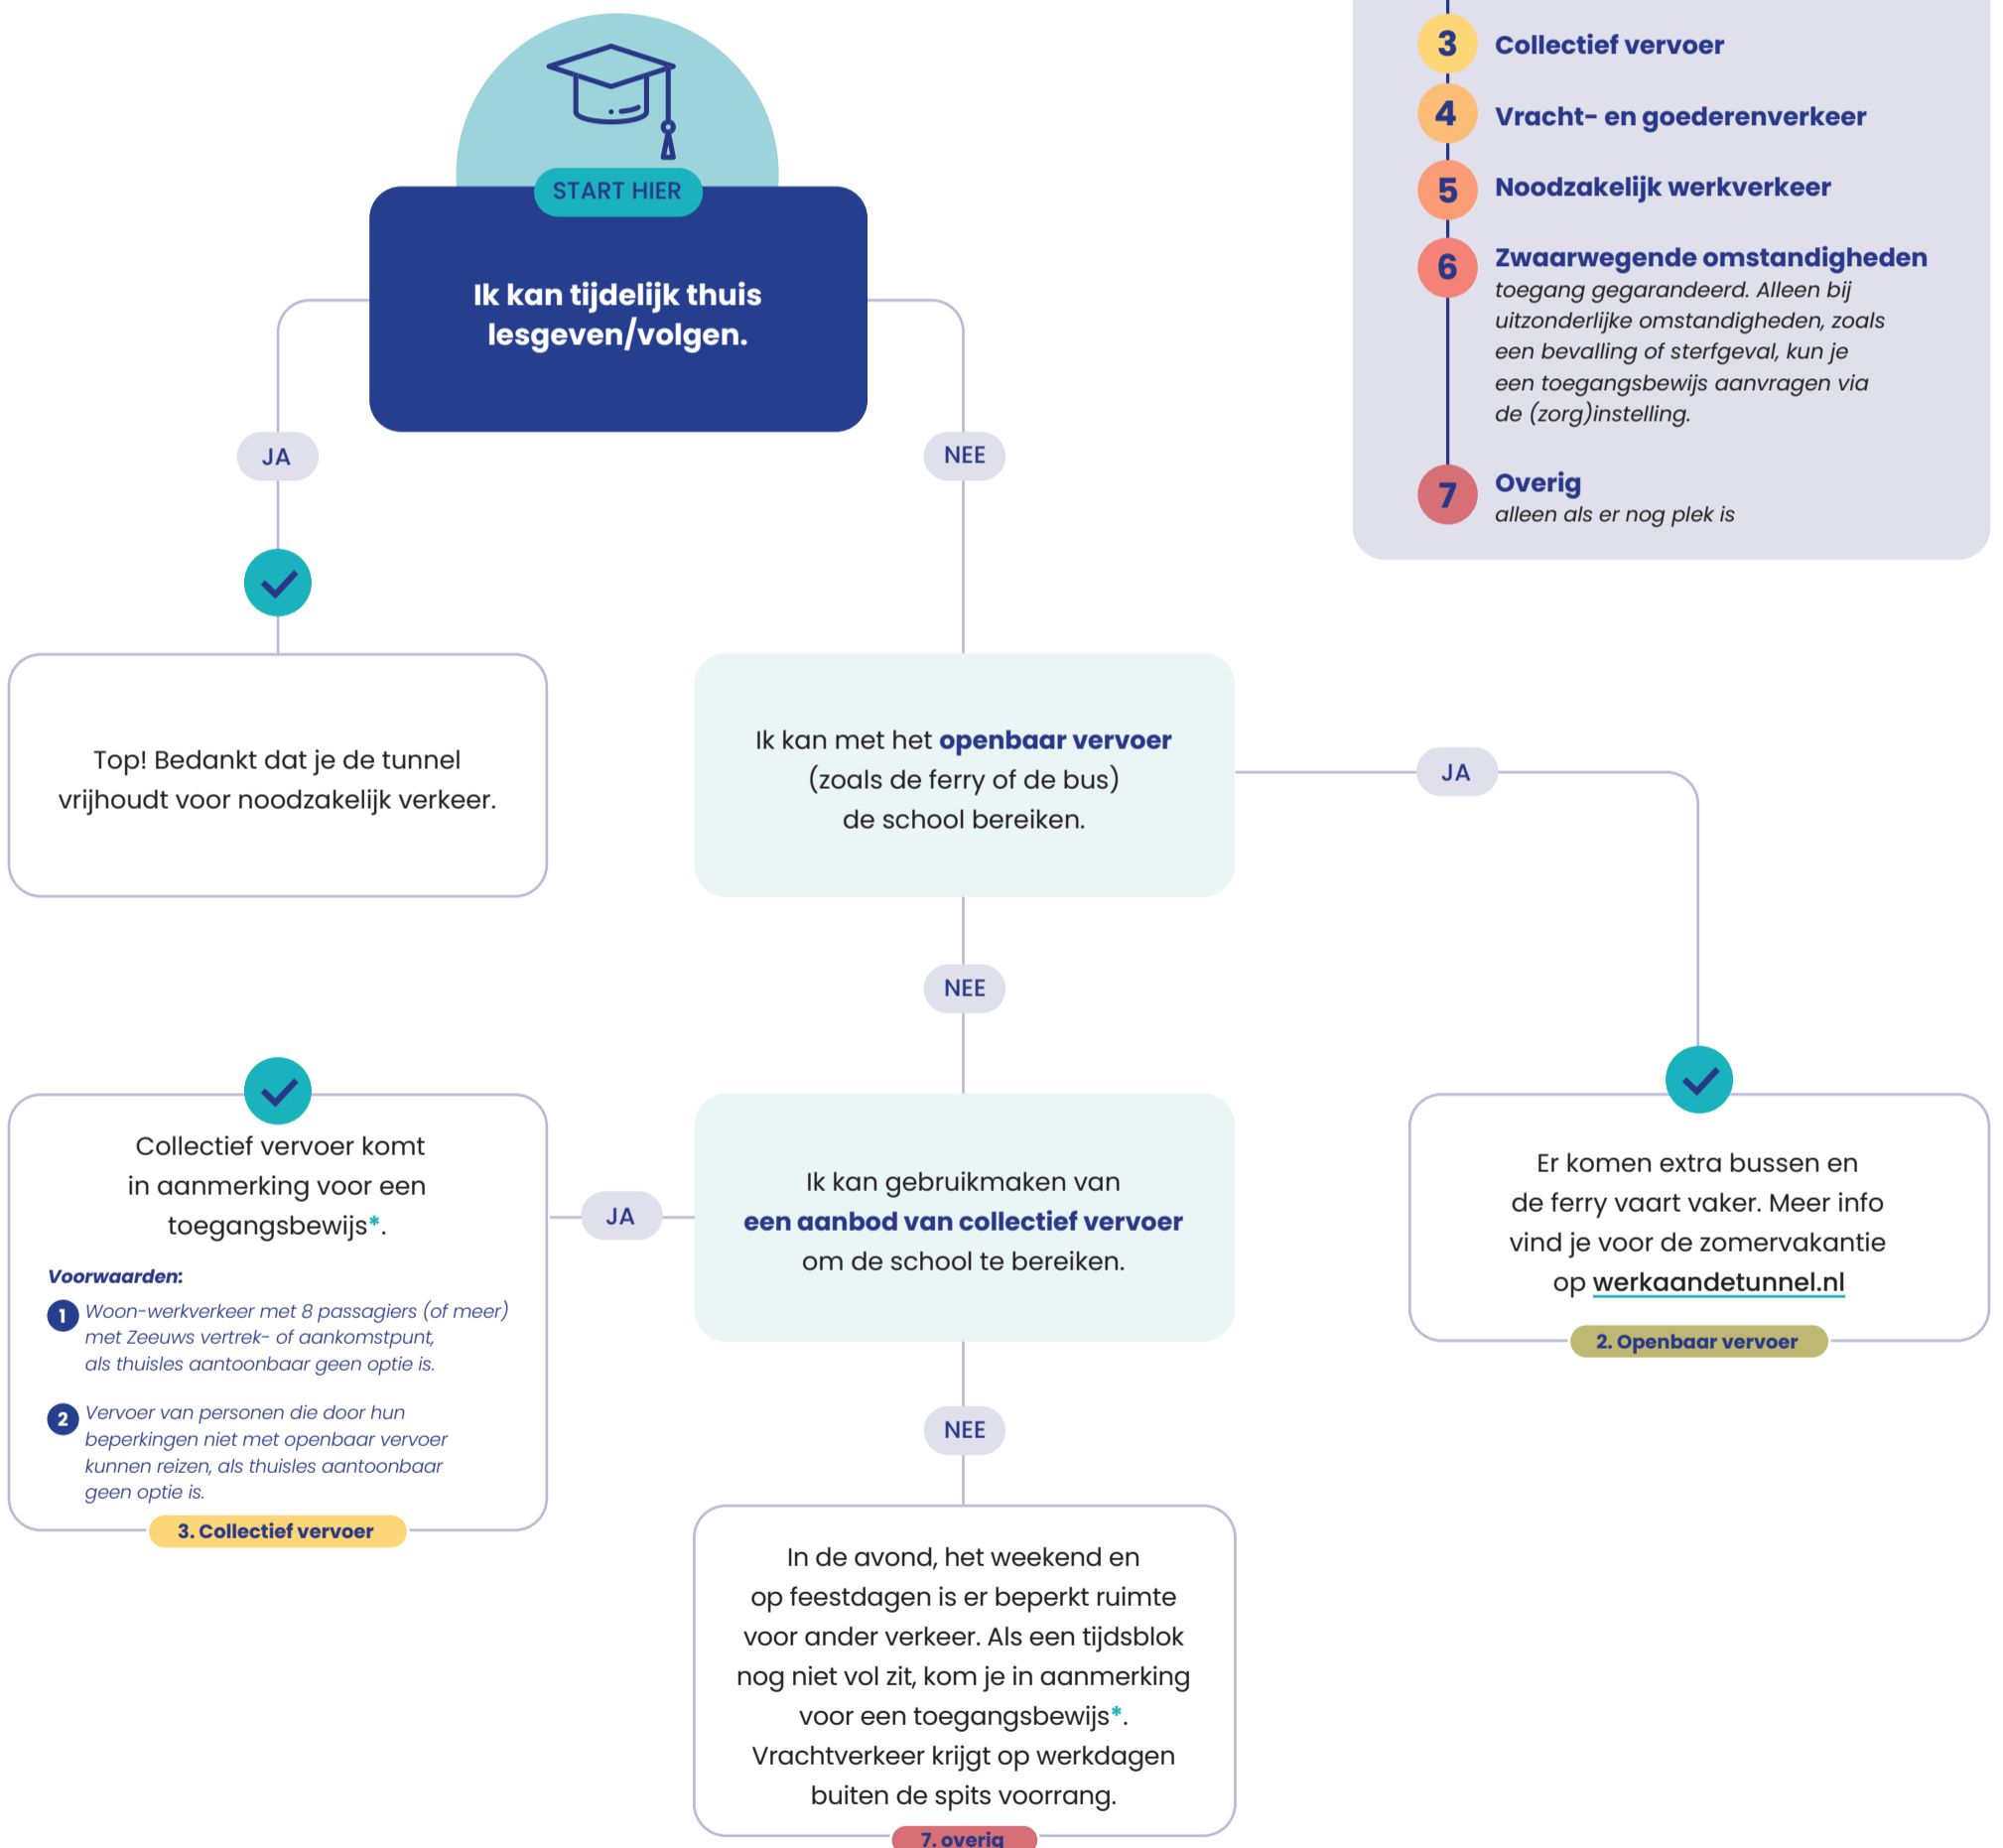 START HIER
Ik kan tijdelijk thuis
lesgeven/volgen.
3 Collectief vervoer
4 Vracht- en goederenverkeer
5 Noodzakelijk werkverkeer
6 Zwaarwegende omstandigheden
toegang gegarandeerd. Alleen bij
uitzonderlijke omstandigheden, zoals
een bevalling of sterfgeval, kun je
een toegangsbewijs aanvragen via
de (zorg)instelling.
7 Overig
alleen als er nog plek is
JA
NEE
Top! Bedankt dat je de tunnel
vrijhoudt voor noodzakelijk verkeer.
Ik kan met het openbaar vervoer
(zoals de ferry of de bus)
de school bereiken.
JA
NEE
Collectief vervoer komt
in aanmerking voor een
toegangsbewijs*.
Voorwaarden:
1 Woon-werkverkeer met 8 passagiers (of meer)
met Zeeuws vertrek- of aankomstpunt,
als thuisles aantoonbaar geen optie is.
2 Vervoer van personen die door hun
beperkingen niet met openbaar vervoer
kunnen reizen, als thuisles aantoonbaar
geen optie is.
3. Collectief vervoer
JA
Ik kan gebruikmaken van
een aanbod van collectief vervoer
om de school te bereiken.
Er komen extra bussen en
de ferry vaart vaker. Meer info
vind je voor de zomervakantie
op werkaandetunnel.nl
2. Openbaar vervoer
NEE
In de avond, het weekend en
op feestdagen is er beperkt ruimte
voor ander verkeer. Als een tijdsblok
nog niet vol zit, kom je in aanmerking
voor een toegangsbewijs*.
Vrachtverkeer krijgt op werkdagen
buiten de spits voorrang.
7. overig